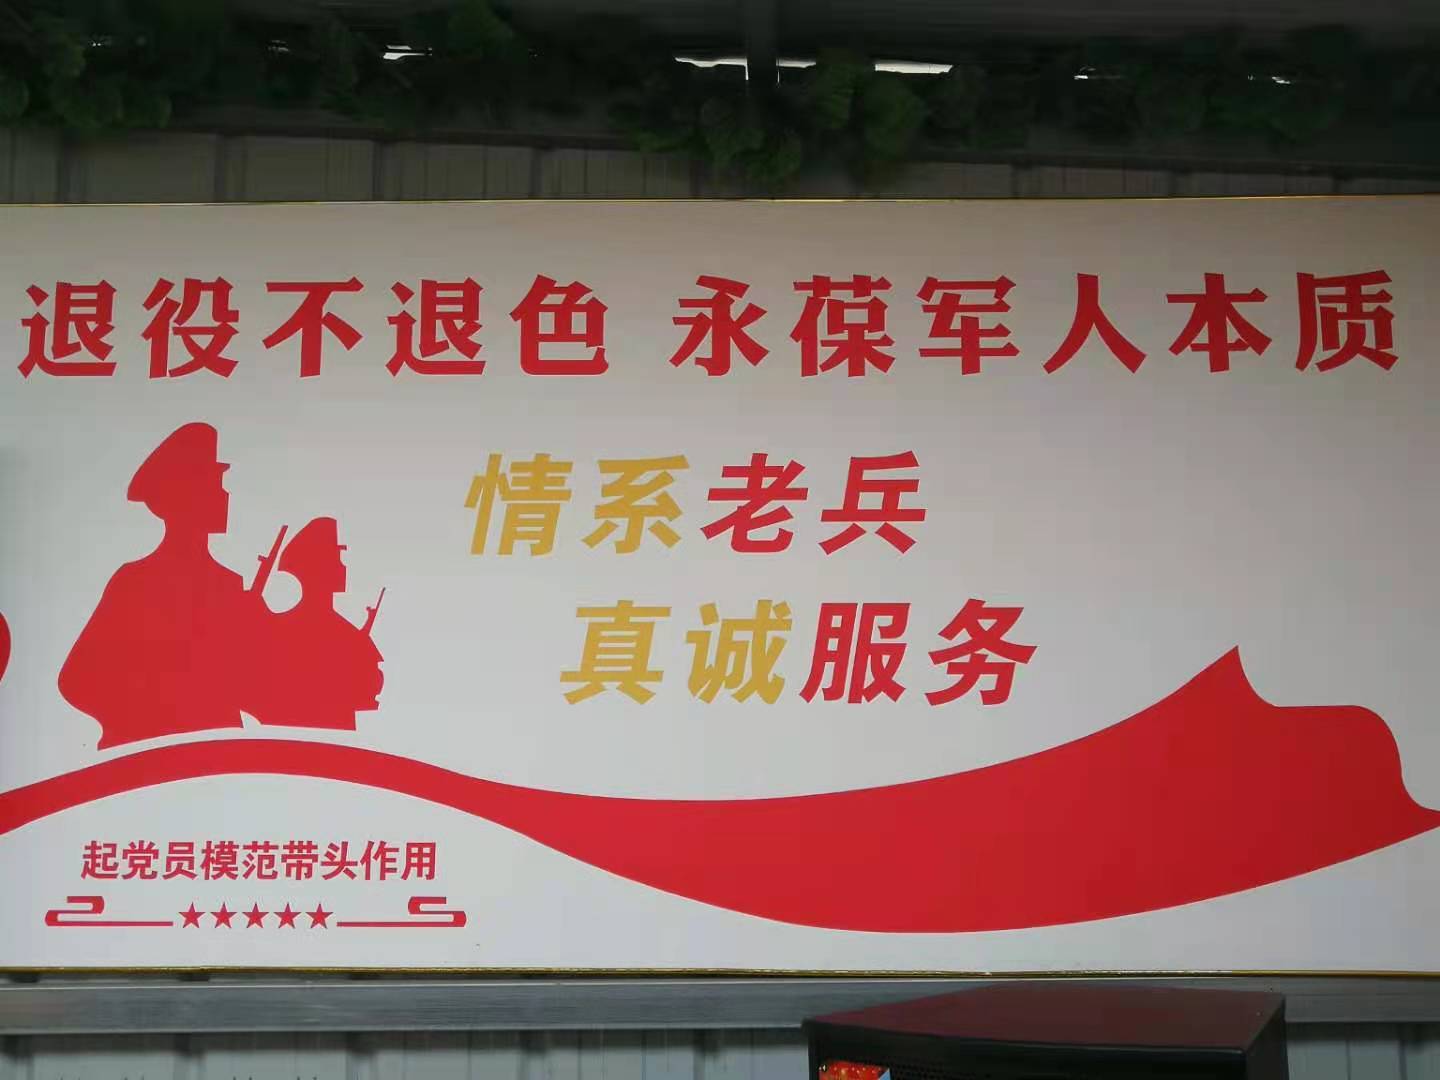 退役不退色 永葆军人本质
情系老兵
真诚服务
起党员模范带头作用